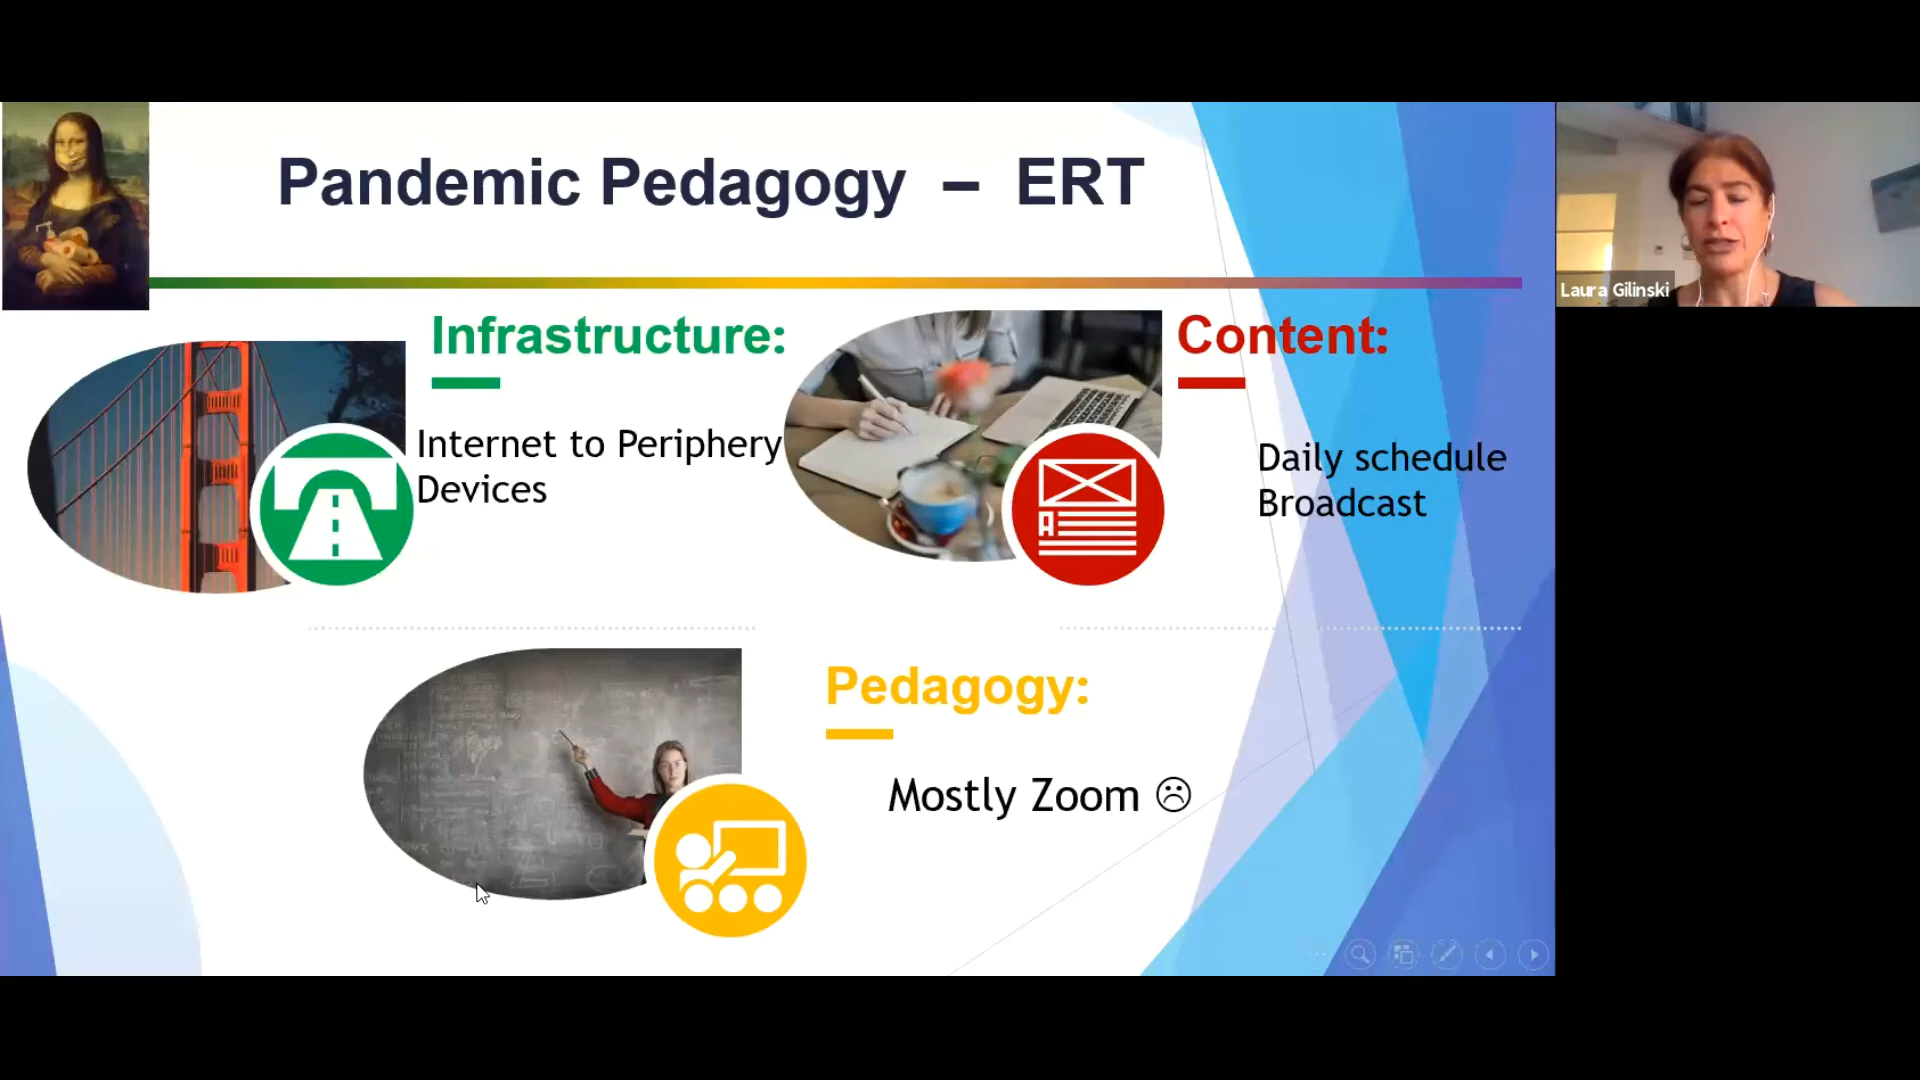 Pandemic Pedagogy – ERT
Laura Gilinski
Infrastructure:
Internet to Periphery
Devices
Content:
Daily schedule
Broadcast
A
Pedagogy:
Mostly Zoom ☹